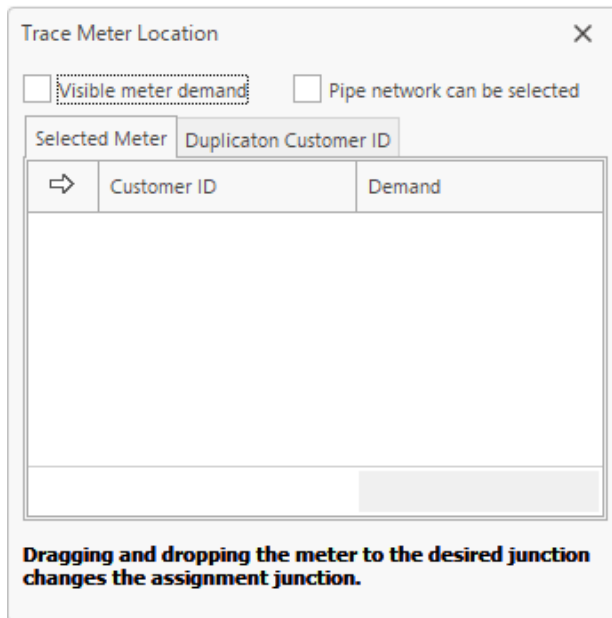 Trace Meter Location
Visible meter demand
Pipe network can be selected
Selected Meter
Duplicaton Customer ID
Customer ID
Demand
Dragging and dropping the meter to the desired junction
changes the assignment junction.